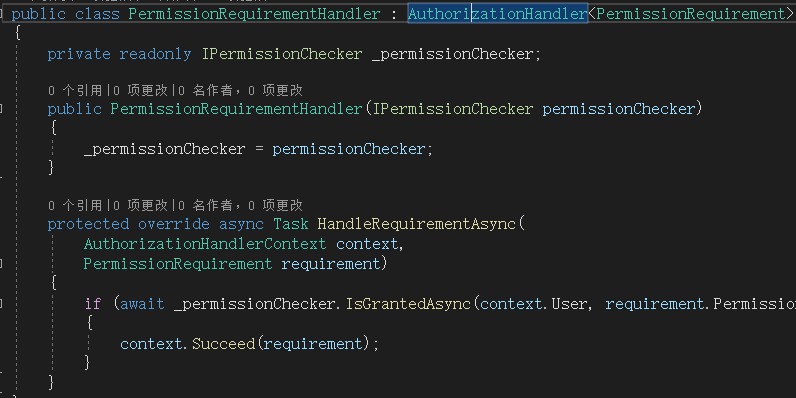 public class PermissionRequirementHandler : AuthorizationHandler<PermissionRequirement>
{
private readonly IPermissionChecker _permissionChecker;
0 个引用|0 项更改|0 名作者，0 项更改
public PermissionRequirementHandler(IPermissionChecker permissionChecker)
{
_permissionChecker = permissionChecker;
}
0 个引用|0 项更改|0 名作者，0 项更改
protected override async Task HandleRequirementAsync(
AuthorizationHandlerContext context,
PermissionRequirement requirement)
{
if (await _permissionChecker.IsGrantedAsync(context.User, requirement.Permission
{
context.Succeed(requirement);
}
}